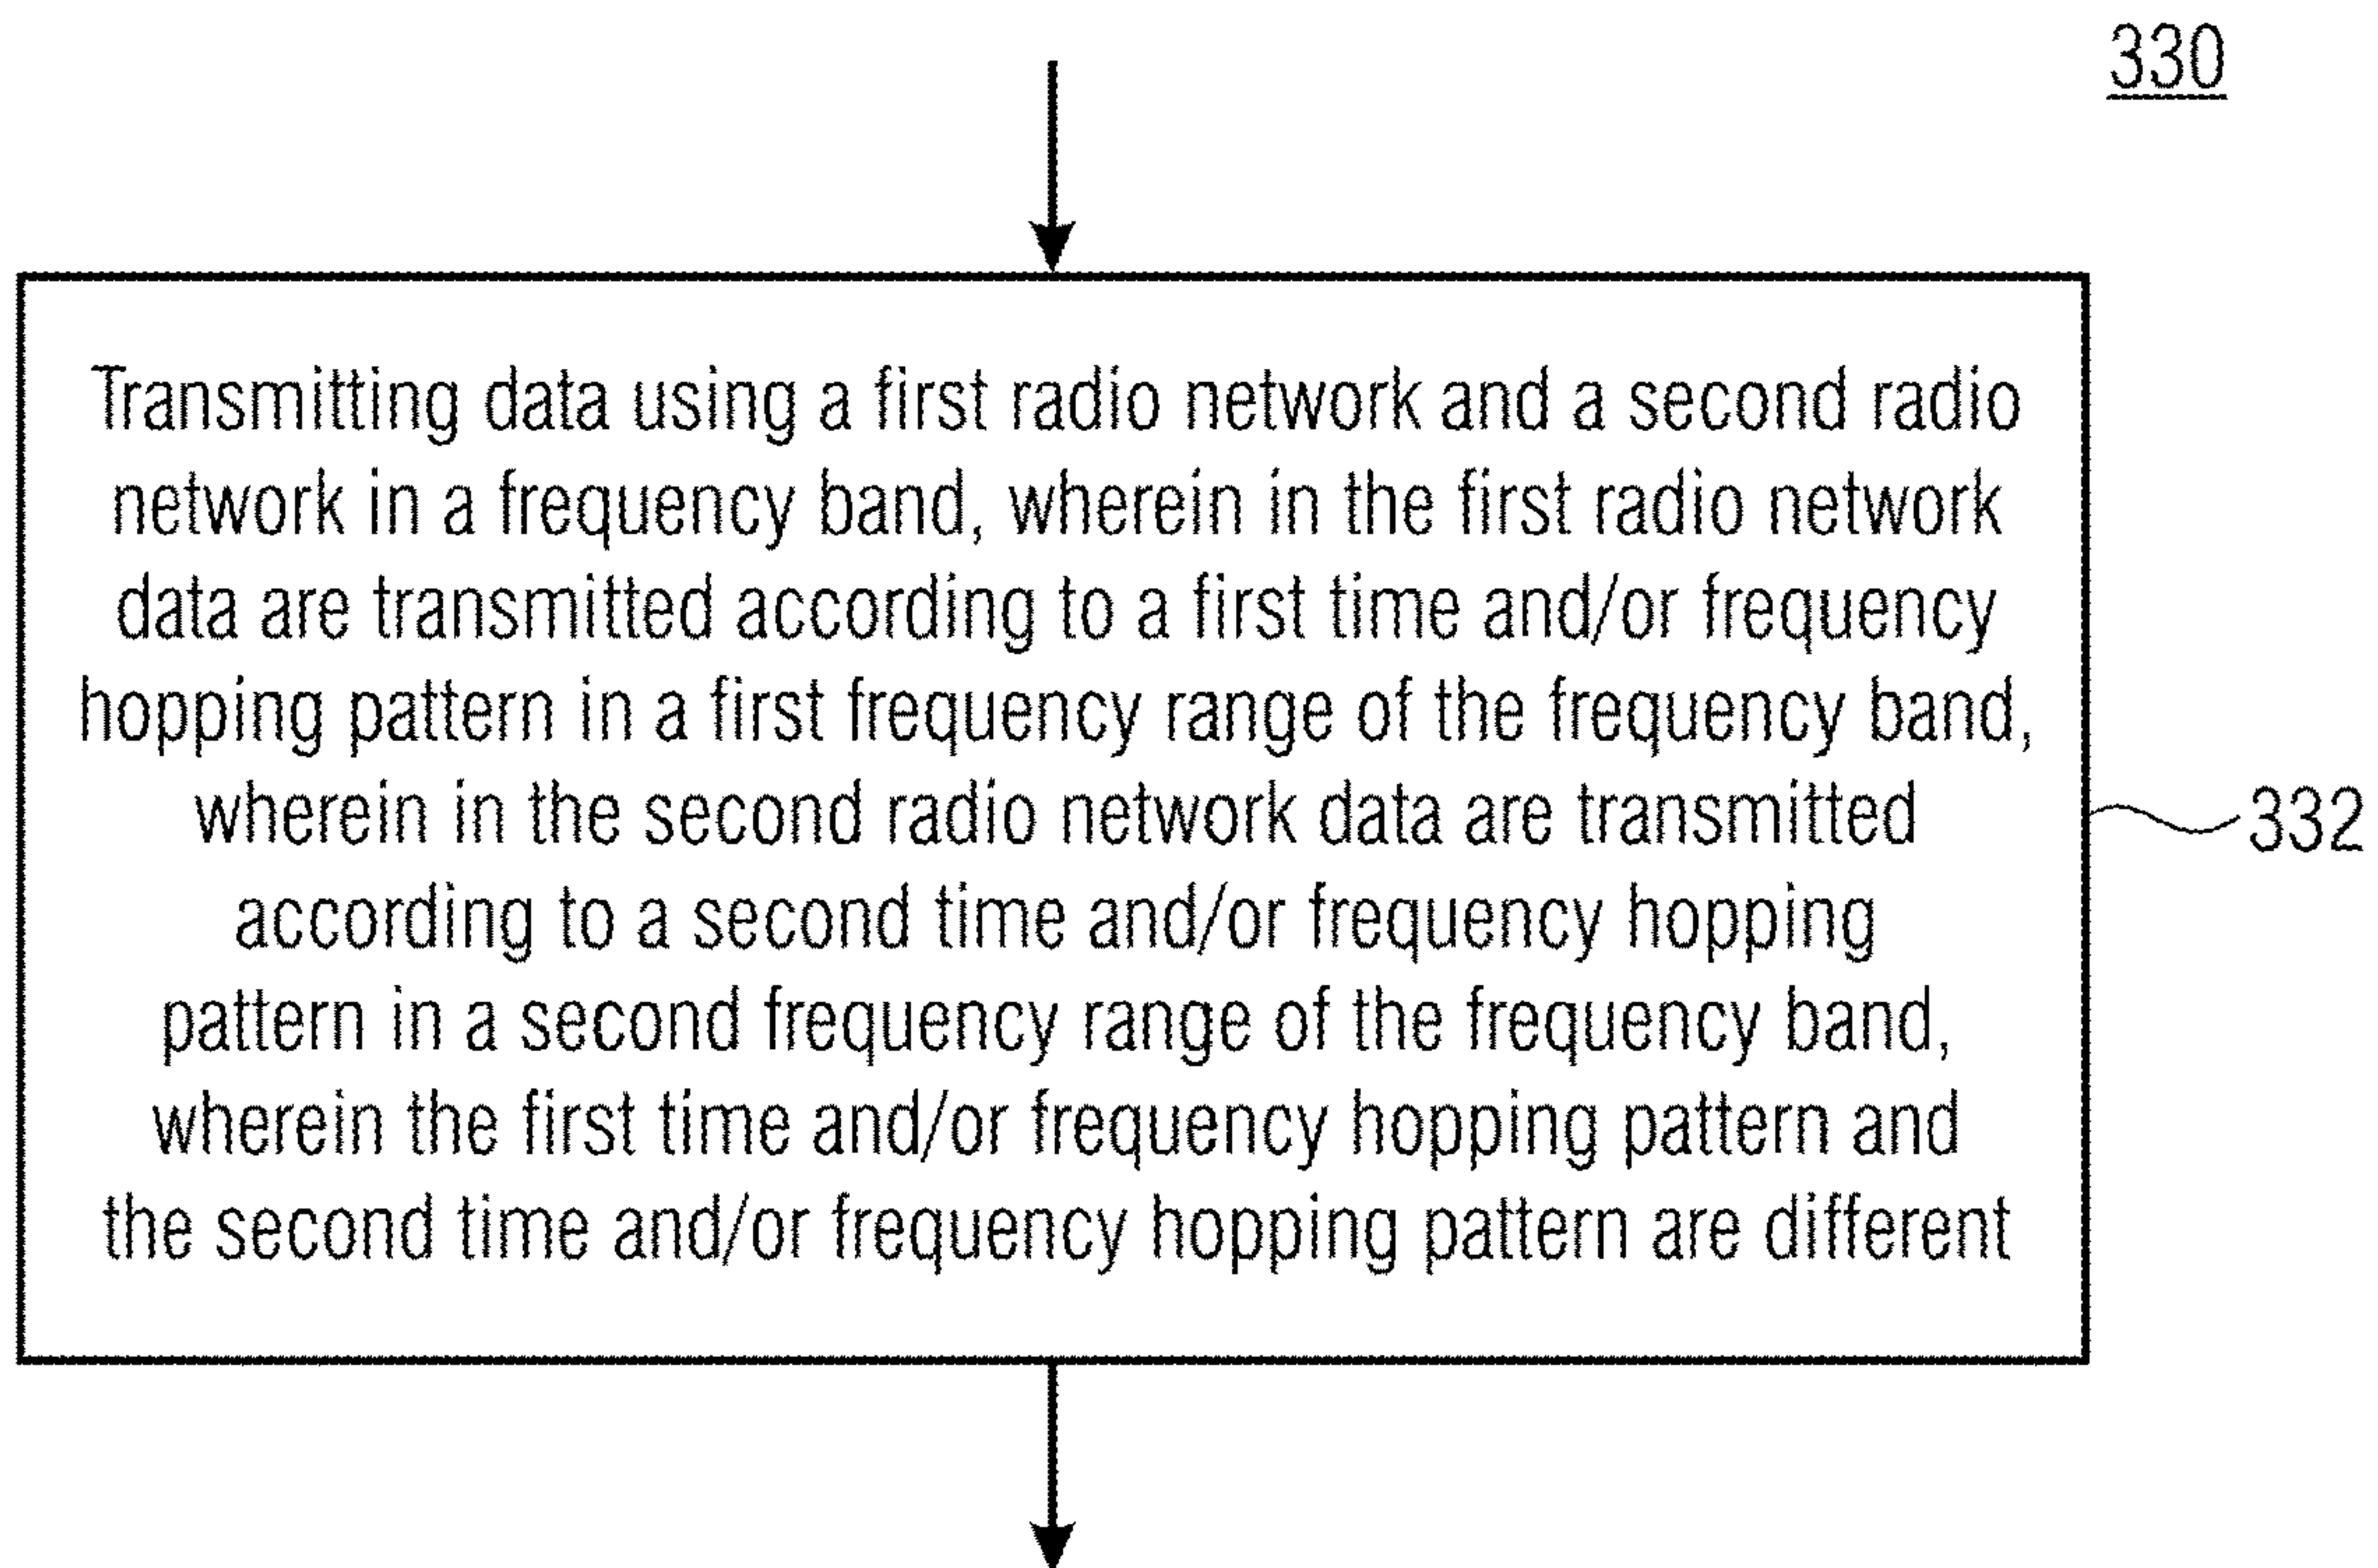 330
Transmitting data using a first radio network and a second radio
network in a frequency band, wherein in the first radio network
data are transmitted according to a first time and/or frequency
hopping pattern in a first frequency range of the frequency band,
wherein in the second radio network data are transmitted
according to a second time and/or frequency hopping
pattern in a second frequency range of the frequency band,
wherein the first time and/or frequency hopping pattern and
the second time and/or frequency hopping pattern are different
332